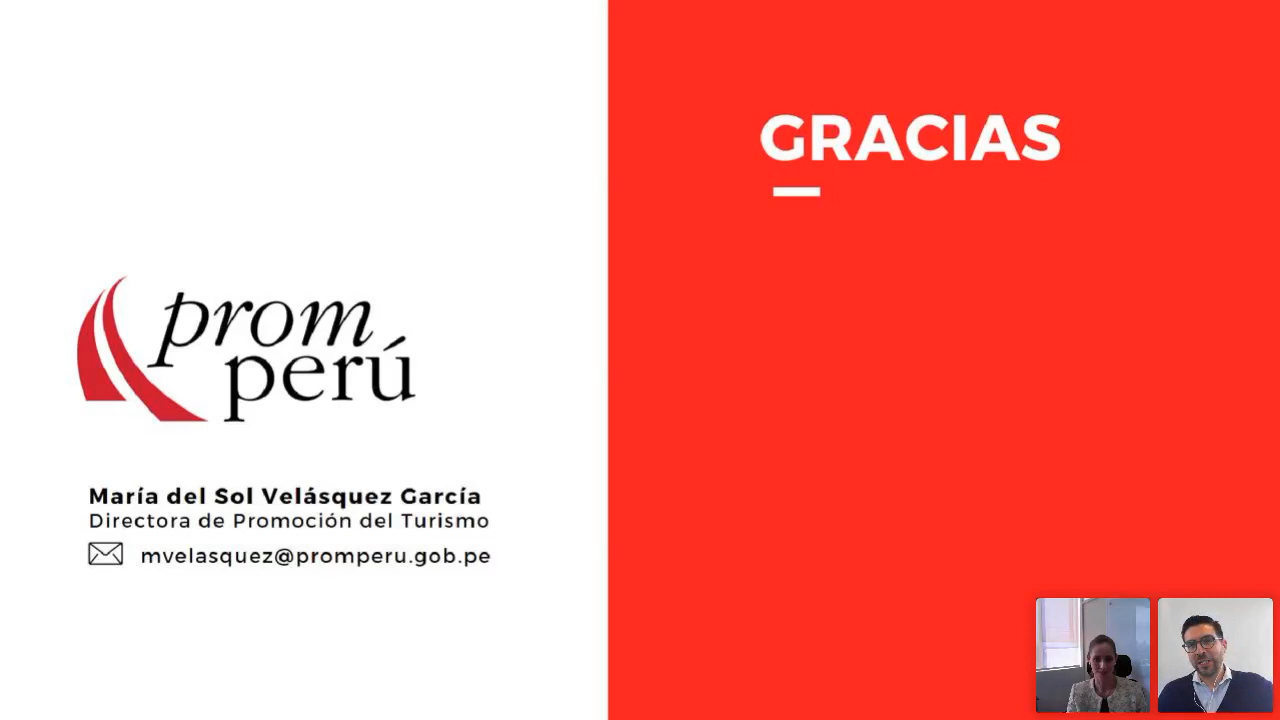 GRACIAS
prom
perú
María del Sol Velásquez García
Directora de Promoción del Turismo
mvelasquez@promperu.gob.pe